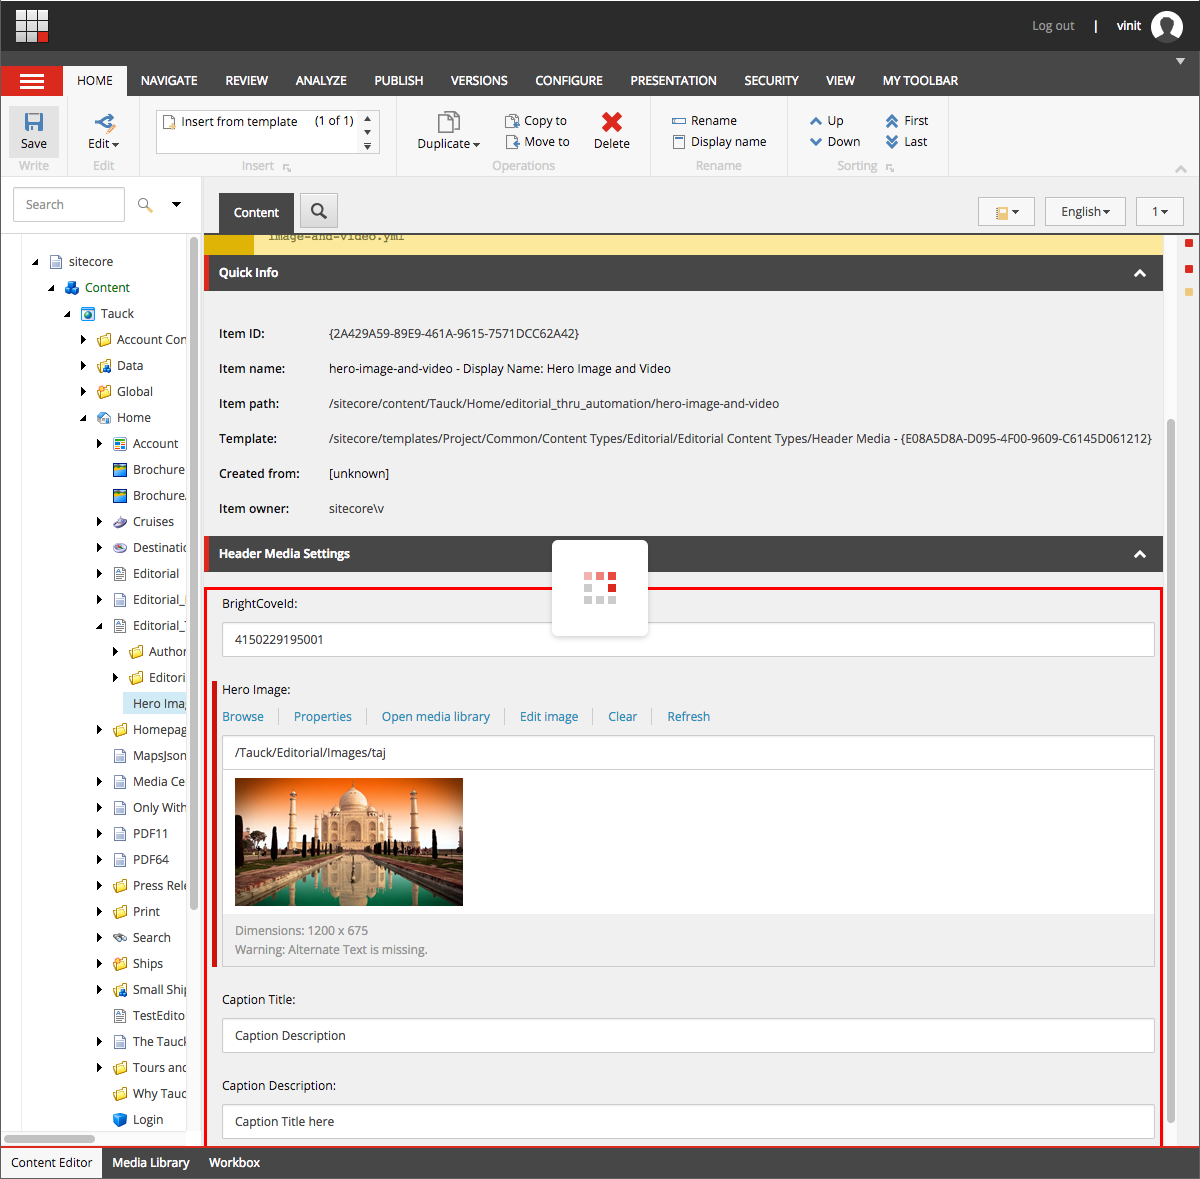 Log out | vinit
HOME NAVIGATE REVIEW ANALYZE PUBLISH VERSIONS CONFIGURE PRESENTATION SECURITY VIEW MY TOOLBAR
Save
Write
Edit
Edit
Insert from template (1 of 1)
Insert
Duplicate
Copy to
Move to
Delete
Operations
Rename
Display name
Rename
Up
Down
First
Last
Sorting
Search
Content
English
1
sitecore
Content
Tauck
Account Con
Data
Global
Home
Account
Brochure
Brochure
Cruises
Destinatio
Editorial
Editorial_
Editorial_
Author
Editori
Hero Imag
Homepag
MapsJson
Media Ce
Only With
PDF11
PDF64
Press Rele
Print
Search
Ships
Small Ship
TestEdito
The Tauck
Tours and
Why Tauc
Login
image-and-video.yml
Quick Info
Item ID: {2A429A59-89E9-461A-9615-7571DCC62A42}
Item name: hero-image-and-video - Display Name: Hero Image and Video
Item path: /sitecore/content/Tauck/Home/editorial_thru_automation/hero-image-and-video
Template: /sitecore/templates/Project/Common/Content Types/Editorial/Editorial Content Types/Header Media - {E08A5D8A-D095-4F00-9609-C6145D061212}
Created from: [unknown]
Item owner: sitecore\v
Header Media Settings
BrightCoveId:
4150229195001
Hero Image:
Browse Properties Open media library Edit image Clear Refresh
/Tauck/Editorial/Images/taj
Dimensions: 1200 x 675
Warning: Alternate Text is missing.
Caption Title:
Caption Description
Caption Description:
Caption Title here
Content Editor Media Library Workbox